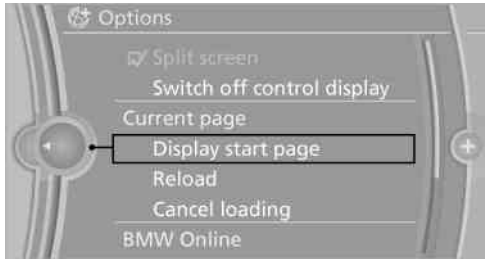 Options
Split screen
Switch off control display
Current page
Display start page
Reload
Cancel loading
BMW Online